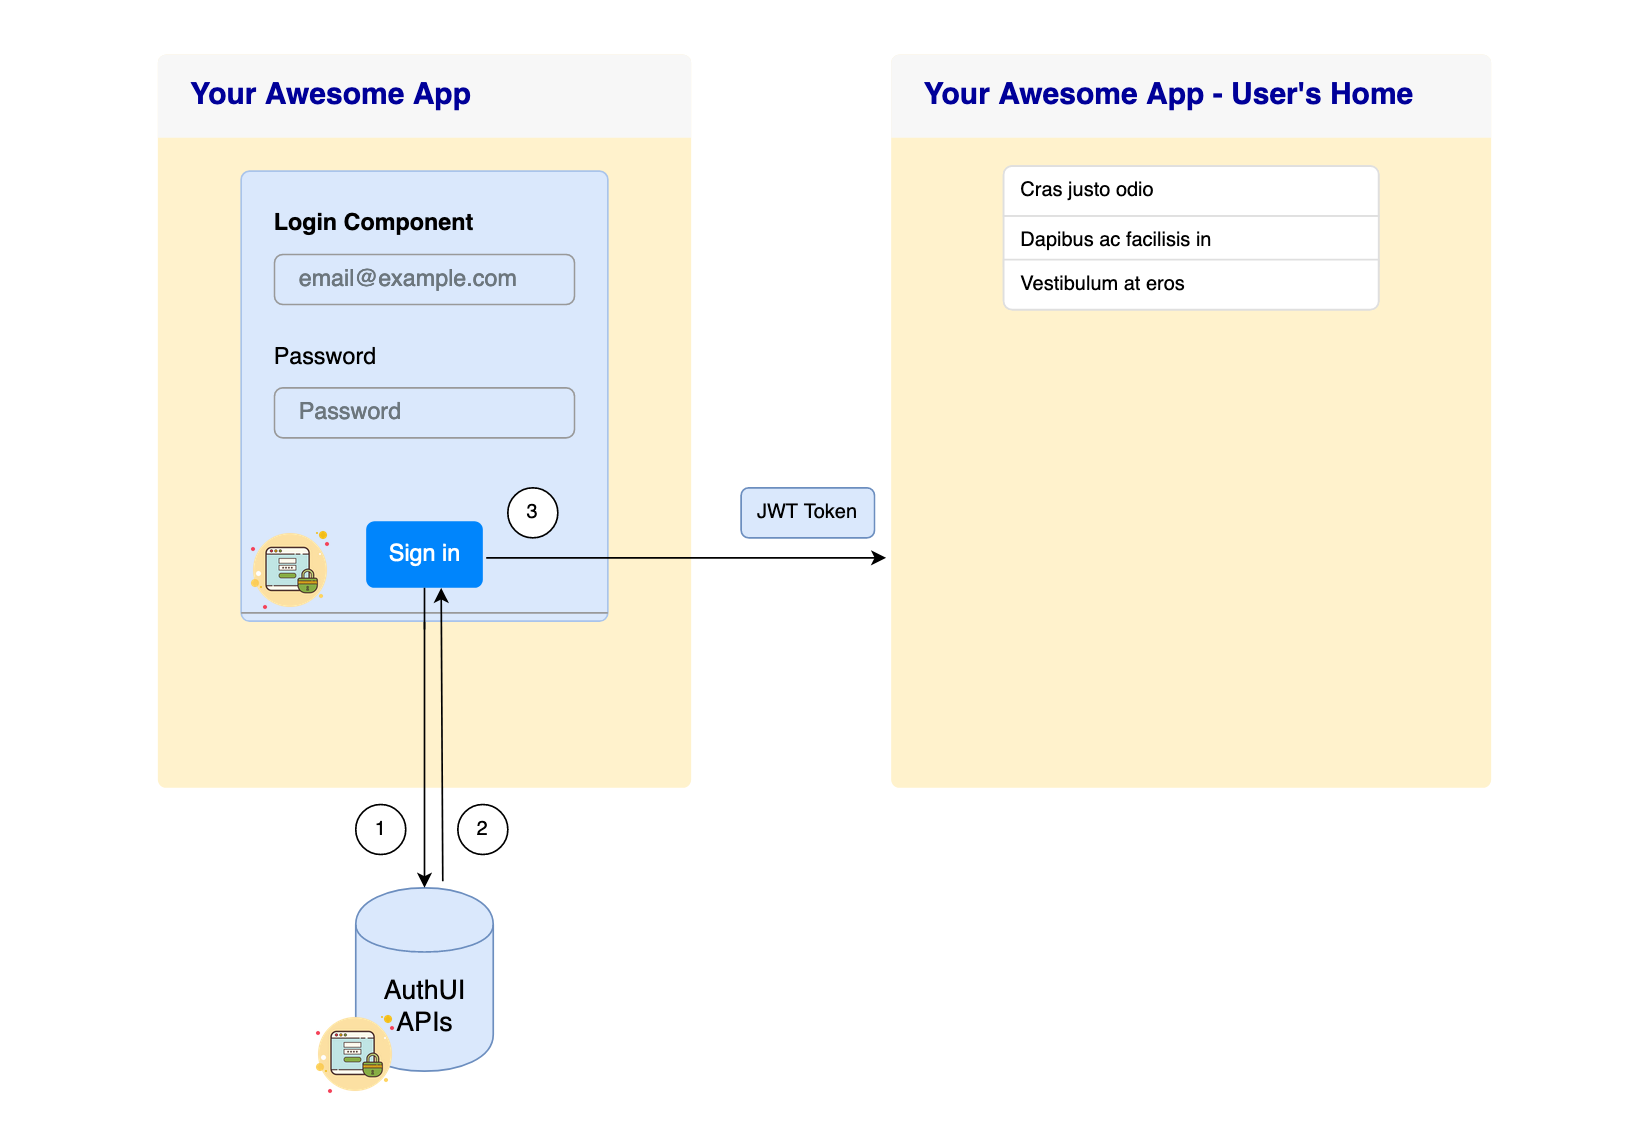 Your Awesome App
Login Component
email@example.com
Password
Password
3
Sign in
JWT Token
Your Awesome App - User's Home
Cras justo odio
Dapibus ac facilisis in
Vestibulum at eros
1
2
AuthUI
APIs